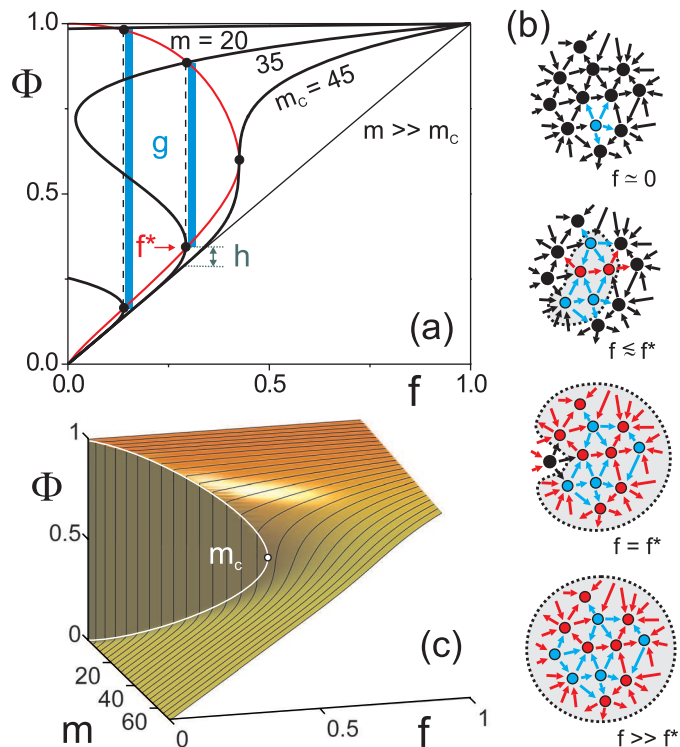 (a)
(b)
1.0
Φ
m = 20
35
m_c = 45
m >> m_c
g
0.5
f*
h
(a)
0.0
0.0
0.5
1.0
f
f ≃ 0
f ≲ f*
f = f*
f >> f*
Φ
1
0.5
0
m_c
(c)
20
40
60
m
0
0.5
1
f